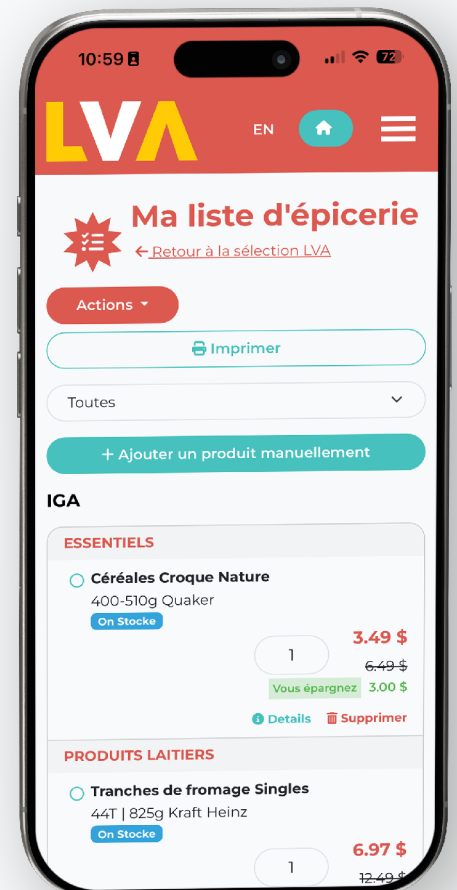 10:59
72
LVA
EN
Ma liste d'épicerie
← Retour à la sélection LVA
Actions
Imprimer
Toutes
+ Ajouter un produit manuellement
IGA
ESSENTIELS
Céréales Croque Nature
400-510g Quaker
On Stocke
3.49 $
1
6.49 $
Vous épargnez 3.00 $
Details Supprimer
PRODUITS LAITIERS
Tranches de fromage Singles
44T | 825g Kraft Heinz
On Stocke
6.97 $
1
12.49 $